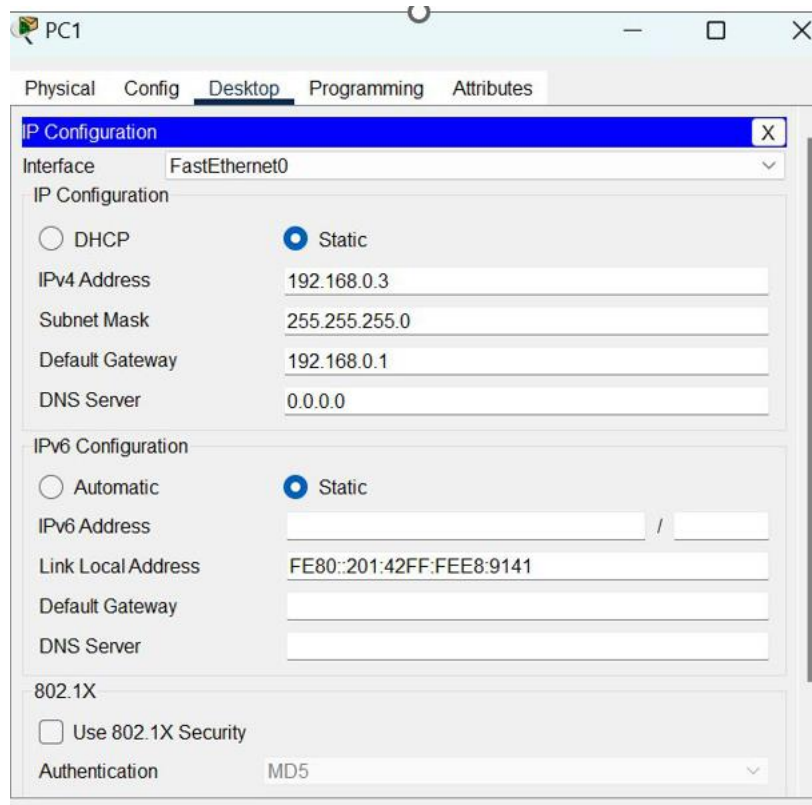 PC1
Physical Config Desktop Programming Attributes
IP Configuration X
Interface FastEthernet0
IP Configuration
DHCP Static
IPv4 Address 192.168.0.3
Subnet Mask 255.255.255.0
Default Gateway 192.168.0.1
DNS Server 0.0.0.0
IPv6 Configuration
Automatic Static
IPv6 Address /
Link Local Address FE80::201:42FF:FEE8:9141
Default Gateway
DNS Server
802.1X
Use 802.1X Security
Authentication MD5